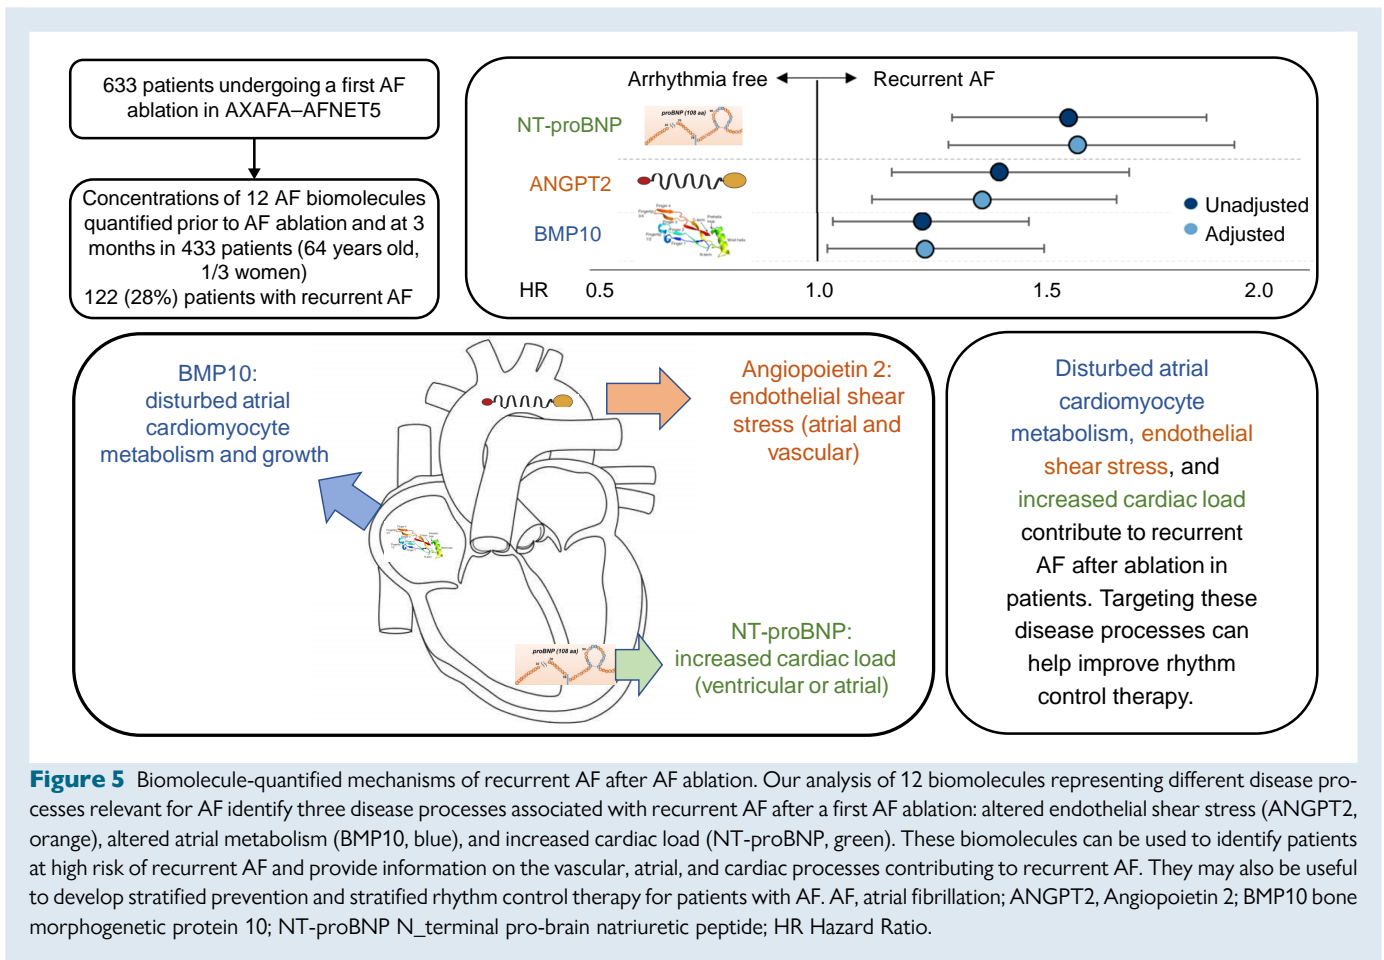 633 patients undergoing a first AF
ablation in AXAFA–AFNET5
Concentrations of 12 AF biomolecules
quantified prior to AF ablation and at 3
months in 433 patients (64 years old,
1/3 women)
122 (28%) patients with recurrent AF
Arrhythmia free
Recurrent AF
NT-proBNP
proBNP (108 aa)
ANGPT2
BMP10
Unadjusted
Adjusted
HR
0.5
1.0
1.5
2.0
BMP10:
disturbed atrial
cardiomyocyte
metabolism and growth
Angiopoietin 2:
endothelial shear
stress (atrial and
vascular)
proBNP (108 aa)
NT-proBNP:
increased cardiac load
(ventricular or atrial)
Disturbed atrial
cardiomyocyte
metabolism, endothelial
shear stress, and
increased cardiac load
contribute to recurrent
AF after ablation in
patients. Targeting these
disease processes can
help improve rhythm
control therapy.
Figure 5 Biomolecule-quantified mechanisms of recurrent AF after AF ablation. Our analysis of 12 biomolecules representing different disease pro-
cesses relevant for AF identify three disease processes associated with recurrent AF after a first AF ablation: altered endothelial shear stress (ANGPT2,
orange), altered atrial metabolism (BMP10, blue), and increased cardiac load (NT-proBNP, green). These biomolecules can be used to identify patients
at high risk of recurrent AF and provide information on the vascular, atrial, and cardiac processes contributing to recurrent AF. They may also be useful
to develop stratified prevention and stratified rhythm control therapy for patients with AF. AF, atrial fibrillation; ANGPT2, Angiopoietin 2; BMP10 bone
morphogenetic protein 10; NT-proBNP N_terminal pro-brain natriuretic peptide; HR Hazard Ratio.